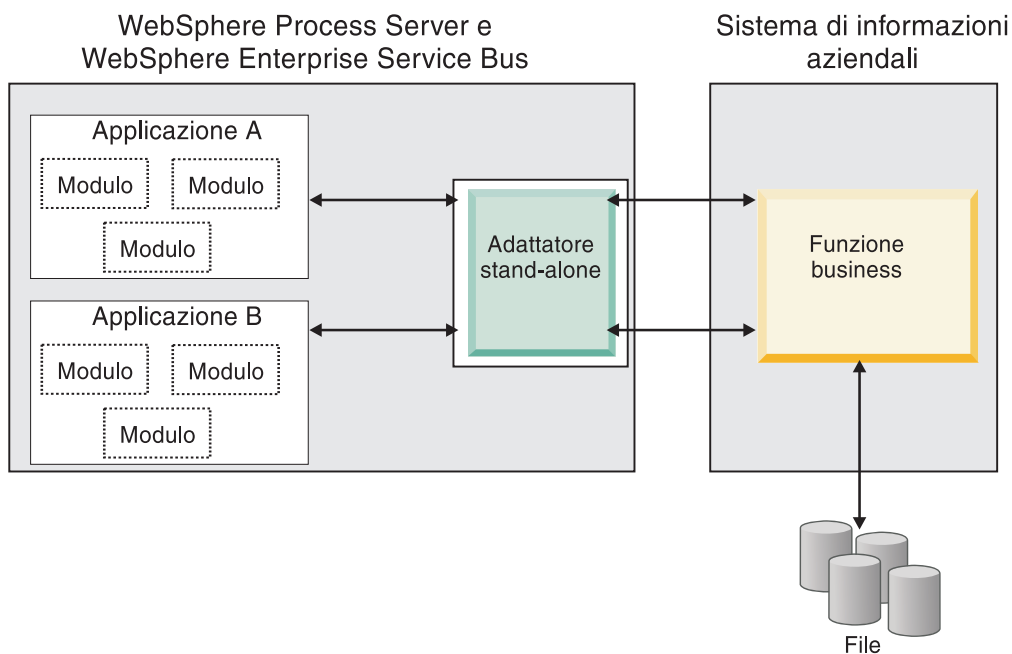 WebSphere Process Server e
WebSphere Enterprise Service Bus
Sistema di informazioni
aziendali
Applicazione A
Modulo
Modulo
Modulo
Applicazione B
Modulo
Modulo
Modulo
Adattatore
stand-alone
Funzione
business
File